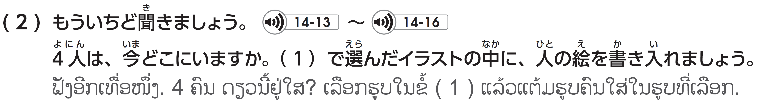 (2) もういちど聞きましょう。 14-13 ～ 14-16
4人は、今どこにいますか。(1)で選んだイラストの中に、人の絵を書き入れましょう。
ຟັງອີກເທື່ອໜຶ່ງ. 4 ຄົນ ດຽວນີ້ຢູ່ໃສ? ເລືອກຮູບໃນຂໍ້ (1) ແລ້ວແຕ້ມຮູບຄົນໃສ່ໃນຮູບທີ່ເລືອກ.